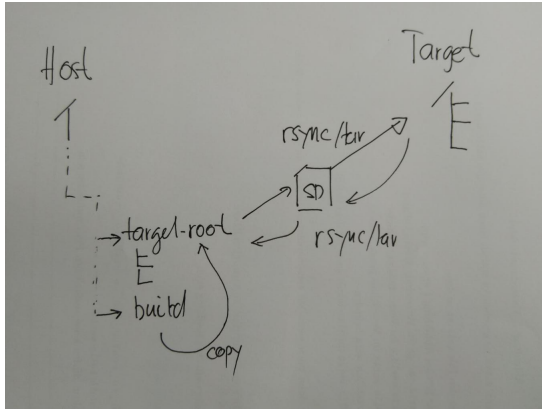 Host
Target
/
/
rsync/tar
SD
target-root
rsync/tar
build
copy